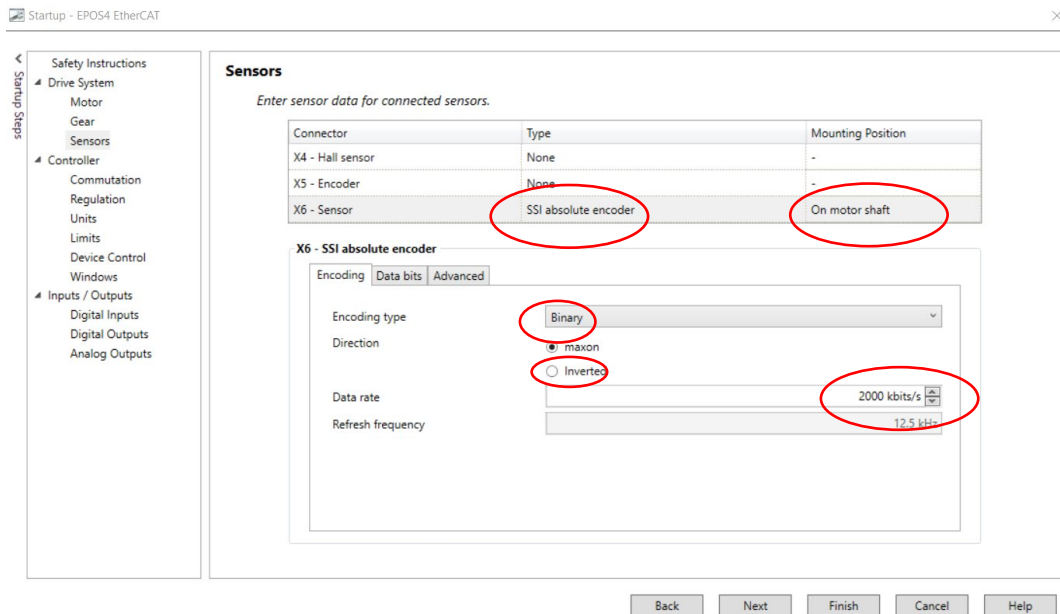 Startup - EPOS4 EtherCAT
Startup Steps
Safety Instructions
Drive System
Motor
Gear
Sensors
Controller
Commutation
Regulation
Units
Limits
Device Control
Windows
Inputs / Outputs
Digital Inputs
Digital Outputs
Analog Outputs
Sensors
Enter sensor data for connected sensors.
Connector Type Mounting Position
X4 - Hall sensor None -
X5 - Encoder None -
X6 - Sensor SSI absolute encoder On motor shaft
X6 - SSI absolute encoder
Encoding Data bits Advanced
Encoding type Binary
Direction maxon
Inverted
Data rate 2000 kbits/s
Refresh frequency 12.5 kHz
Back Next Finish Cancel Help